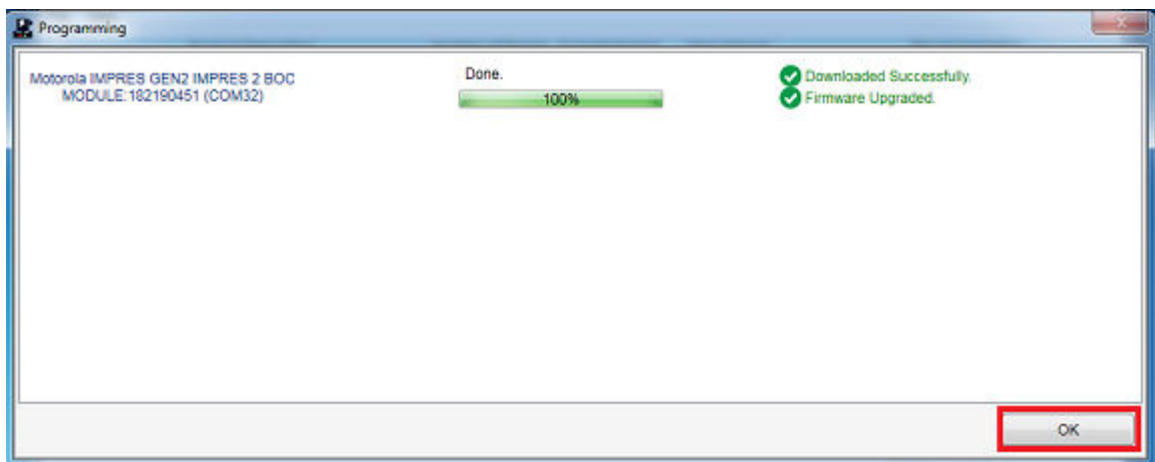 Programming
Motorola IMPRES GEN2 IMPRES 2 BOC
MODULE:182190451 (COM32)
Done.
100%
Downloaded Successfully.
Firmware Upgraded.
OK